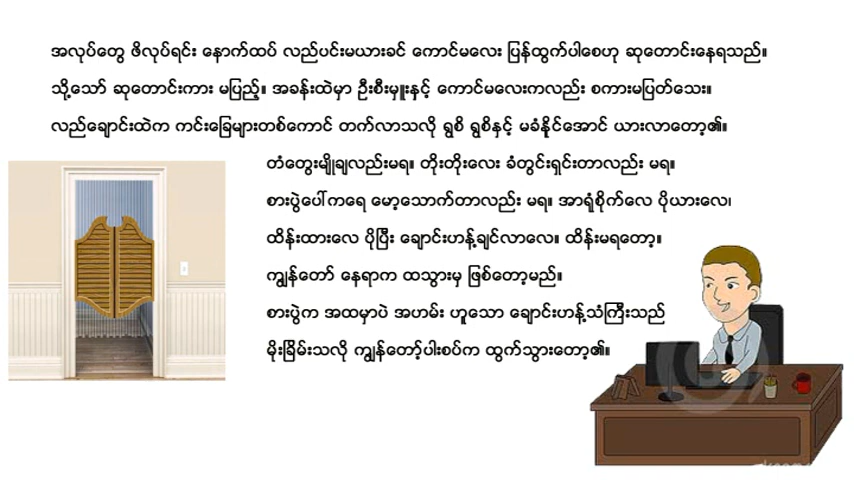 အလုပ်တွေ ဖိလုပ်ရင်း နောက်ထပ် လည်ပင်းမယားခင် ကောင်မလေး ပြန်ထွက်ပါစေဟု ဆုတောင်းနေရသည်။
သို့သော် ဆုတောင်းကား မပြည့်။ အခန်းထဲမှာ ဦးစီးမှူးနှင့် ကောင်မလေးကလည်း စကားမပြတ်သေး။
လည်ချောင်းထဲက ကင်းခြေများတစ်ကောင် တက်လာသလို ရွစိ ရွစိနှင့် မခံနိုင်အောင် ယားလာတော့၏။
တံတွေးမျိုချလည်းမရ။ တိုးတိုးလေး ခံတွင်းရှင်းတာလည်း မရ။
စားပွဲပေါ်ကရေ မော့သောက်တာလည်း မရ။ အာရုံစိုက်လေ ပိုယားလေ၊
ထိန်းထားလေ ပိုပြီး ချောင်းဟန့်ချင်လာလေ။ ထိန်းမရတော့။
ကျွန်တော် နေရာက ထသွားမှ ဖြစ်တော့မည်။
စားပွဲက အထမှာပဲ အဟမ်း ဟူသော ချောင်းဟန့်သံကြီးသည်
မိုးခြိမ်းသလို ကျွန်တော့်ပါးစပ်က ထွက်သွားတော့၏။